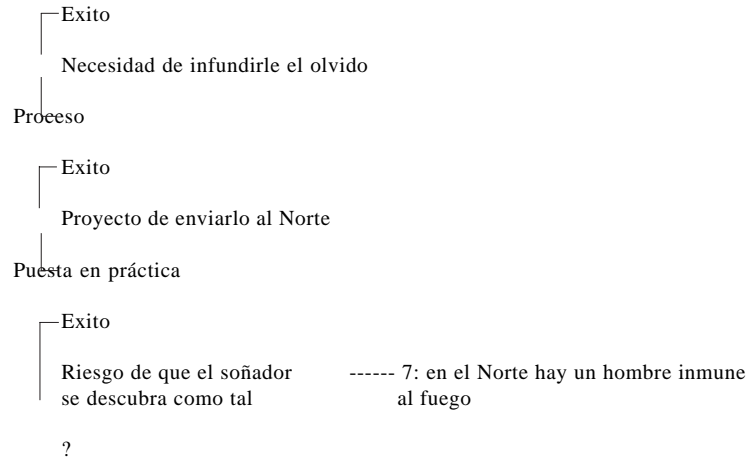 Exito
Necesidad de infundirle el olvido
Proceso
Exito
Proyecto de enviarlo al Norte
Puesta en práctica
Exito
Riesgo de que el soñador ------ 7: en el Norte hay un hombre inmune
se descubra como tal al fuego
?